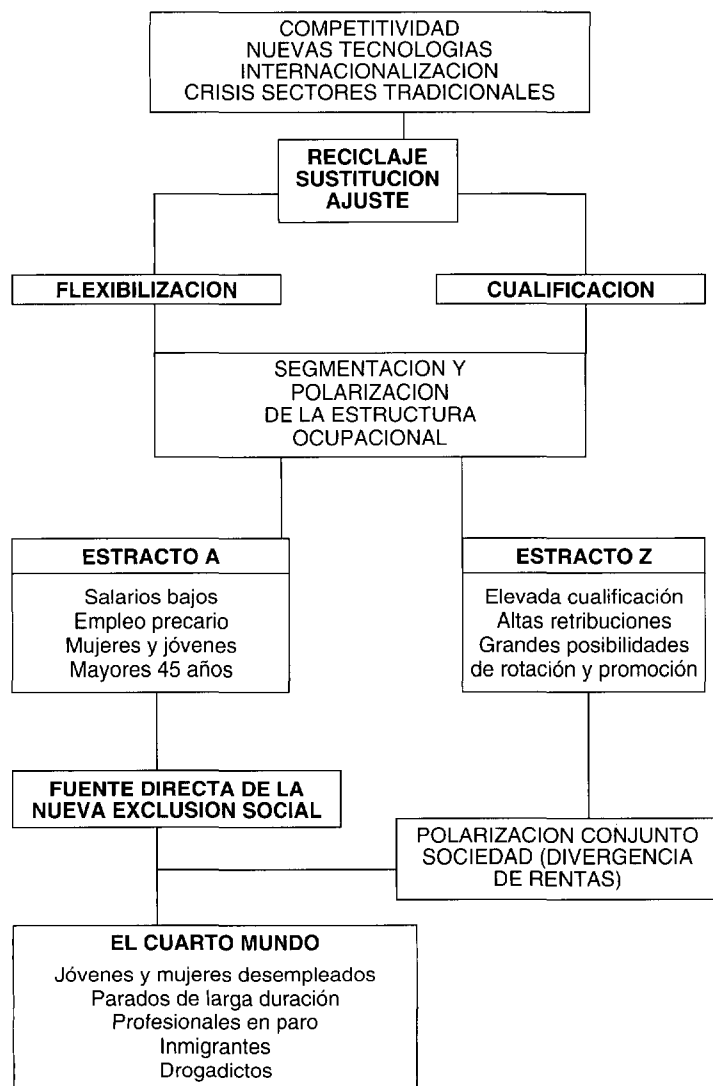 COMPETITIVIDAD
NUEVAS TECNOLOGIAS
INTERNACIONALIZACION
CRISIS SECTORES TRADICIONALES
RECICLAJE
SUSTITUCION
AJUSTE
FLEXIBILIZACION
CUALIFICACION
SEGMENTACION Y
POLARIZACION
DE LA ESTRUCTURA
OCUPACIONAL
ESTRACTO A
Salarios bajos
Empleo precario
Mujeres y jóvenes
Mayores 45 años
ESTRACTO Z
Elevada cualificación
Altas retribuciones
Grandes posibilidades
de rotación y promoción
FUENTE DIRECTA DE LA
NUEVA EXCLUSION SOCIAL
POLARIZACION CONJUNTO
SOCIEDAD (DIVERGENCIA
DE RENTAS)
EL CUARTO MUNDO
Jóvenes y mujeres desempleados
Parados de larga duración
Profesionales en paro
Inmigrantes
Drogadictos